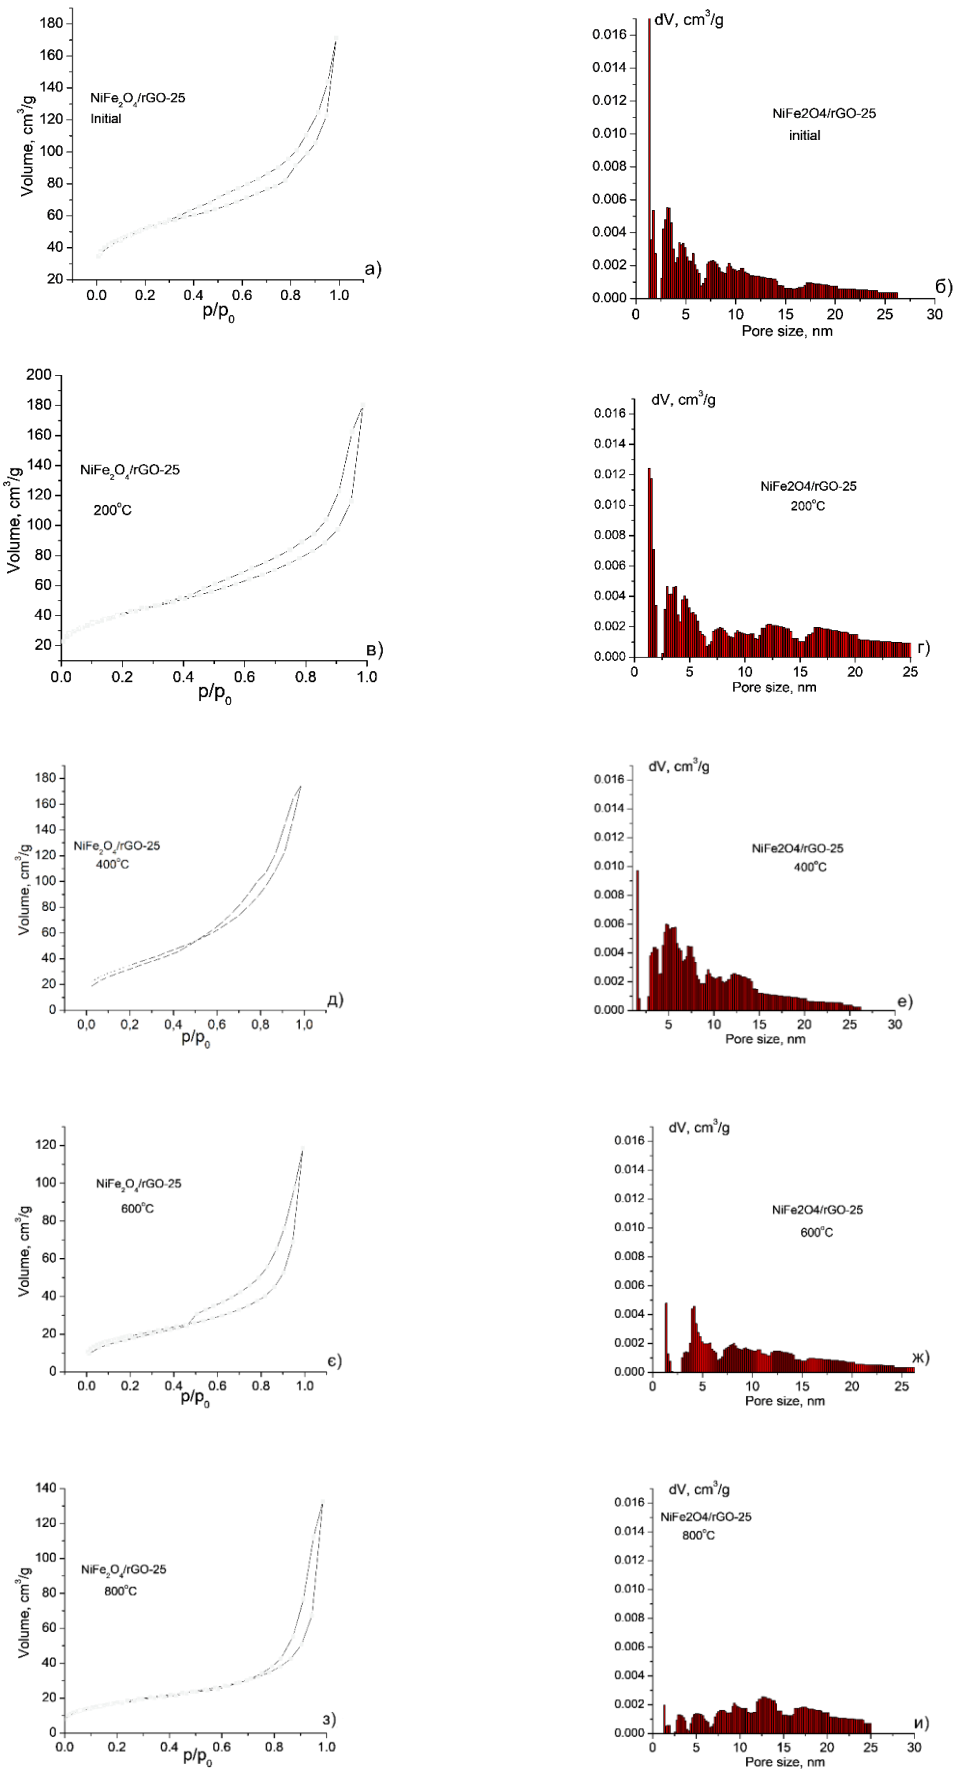 180
160
140
120
100
80
60
40
20
Volume, cm³/g
NiFe₂O₄/rGO-25
Initial
0.0 0.2 0.4 0.6 0.8 1.0
p/p₀
а)
dV, cm³/g
0.016
0.014
0.012
0.010
0.008
0.006
0.004
0.002
0.000
NiFe2O4/rGO-25
initial
0 5 10 15 20 25 30
Pore size, nm
б)
200
180
160
140
120
100
80
60
40
20
Volume, cm³/g
NiFe₂O₄/rGO-25
200°C
0.0 0.2 0.4 0.6 0.8 1.0
p/p₀
в)
dV, cm³/g
0.016
0.014
0.012
0.010
0.008
0.006
0.004
0.002
0.000
NiFe2O4/rGO-25
200°C
0 5 10 15 20 25
Pore size, nm
г)
180
160
140
120
100
80
60
40
20
0
Volume, cm³/g
NiFe₂O₄/rGO-25
400°C
0,0 0,2 0,4 0,6 0,8 1,0
p/p₀
д)
dV, cm³/g
0.016
0.014
0.012
0.010
0.008
0.006
0.004
0.002
0.000
NiFe2O4/rGO-25
400°C
5 10 15 20 25 30
Pore size, nm
е)
120
100
80
60
40
20
0
Volume, cm³/g
NiFe₂O₄/rGO-25
600°C
0.0 0.2 0.4 0.6 0.8 1.0
p/p₀
є)
dV, cm³/g
0.016
0.014
0.012
0.010
0.008
0.006
0.004
0.002
0.000
NiFe2O4/rGO-25
600°C
0 5 10 15 20 25
Pore size, nm
ж)
140
120
100
80
60
40
20
0
Volume, cm³/g
NiFe₂O₄/rGO-25
800°C
0.0 0.2 0.4 0.6 0.8 1.0
p/p₀
з)
dV, cm³/g
0.016
0.014
0.012
0.010
0.008
0.006
0.004
0.002
0.000
NiFe2O4/rGO-25
800°C
0 5 10 15 20 25 30
Pore size, nm
и)